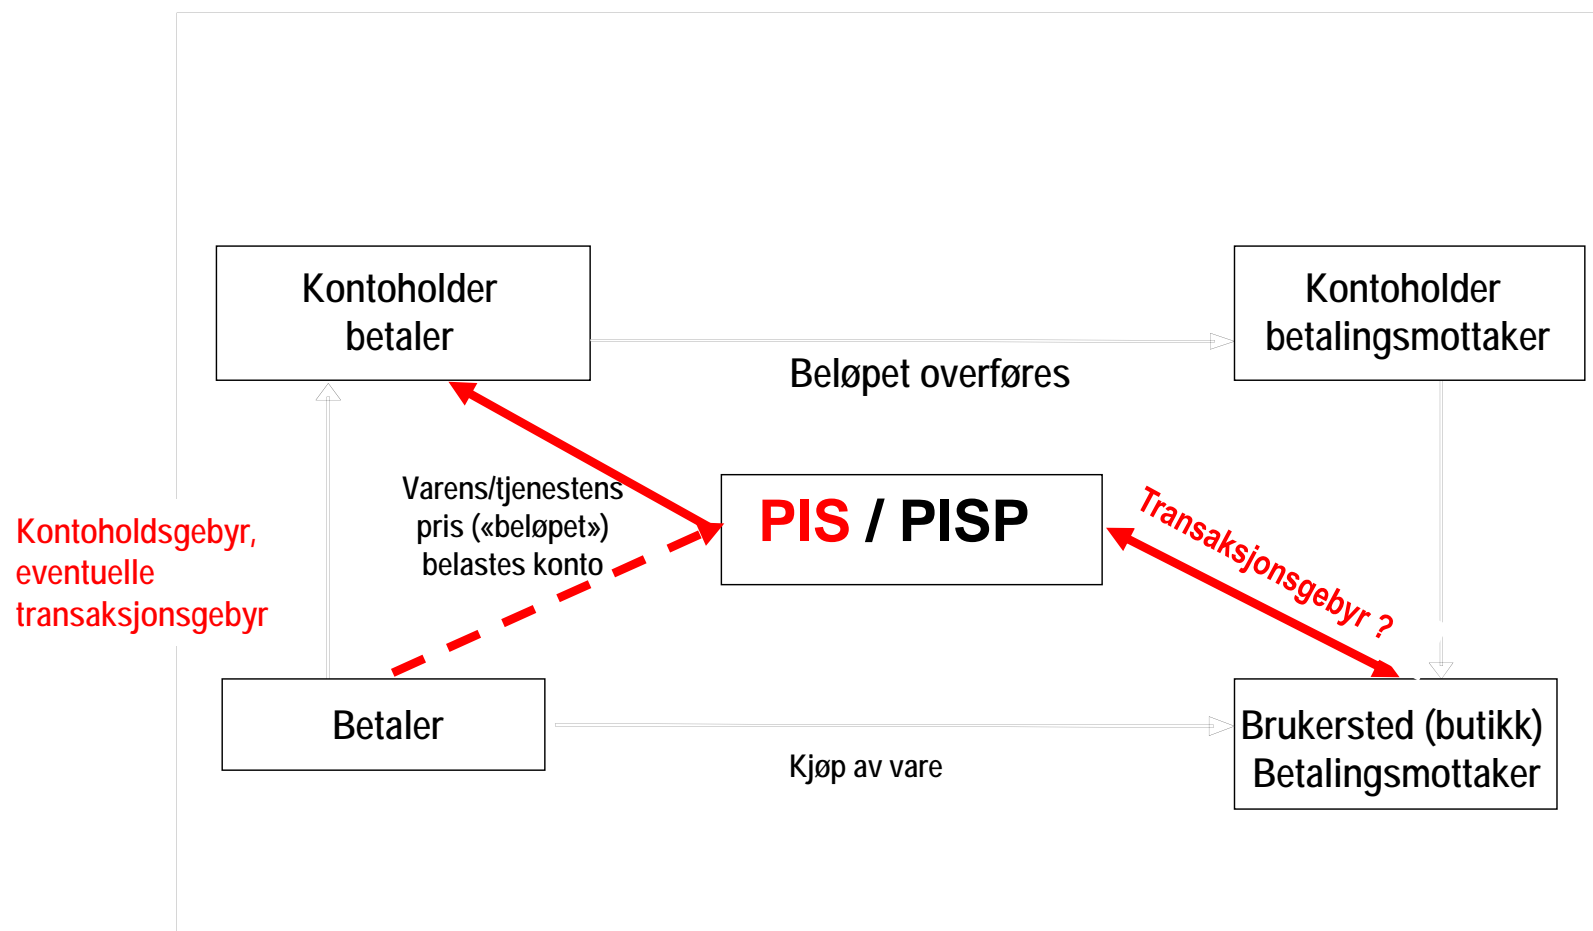 Kontoholder
betaler
Kontoholder
betalingsmottaker
Beløpet overføres
Varens/tjenestens
pris («beløpet»)
belastes konto
PIS / PISP
Transaksjonsgebyr ?
Kontoholdsgebyr,
eventuelle
transaksjonsgebyr
Betaler
Kjøp av vare
Brukersted (butikk)
Betalingsmottaker